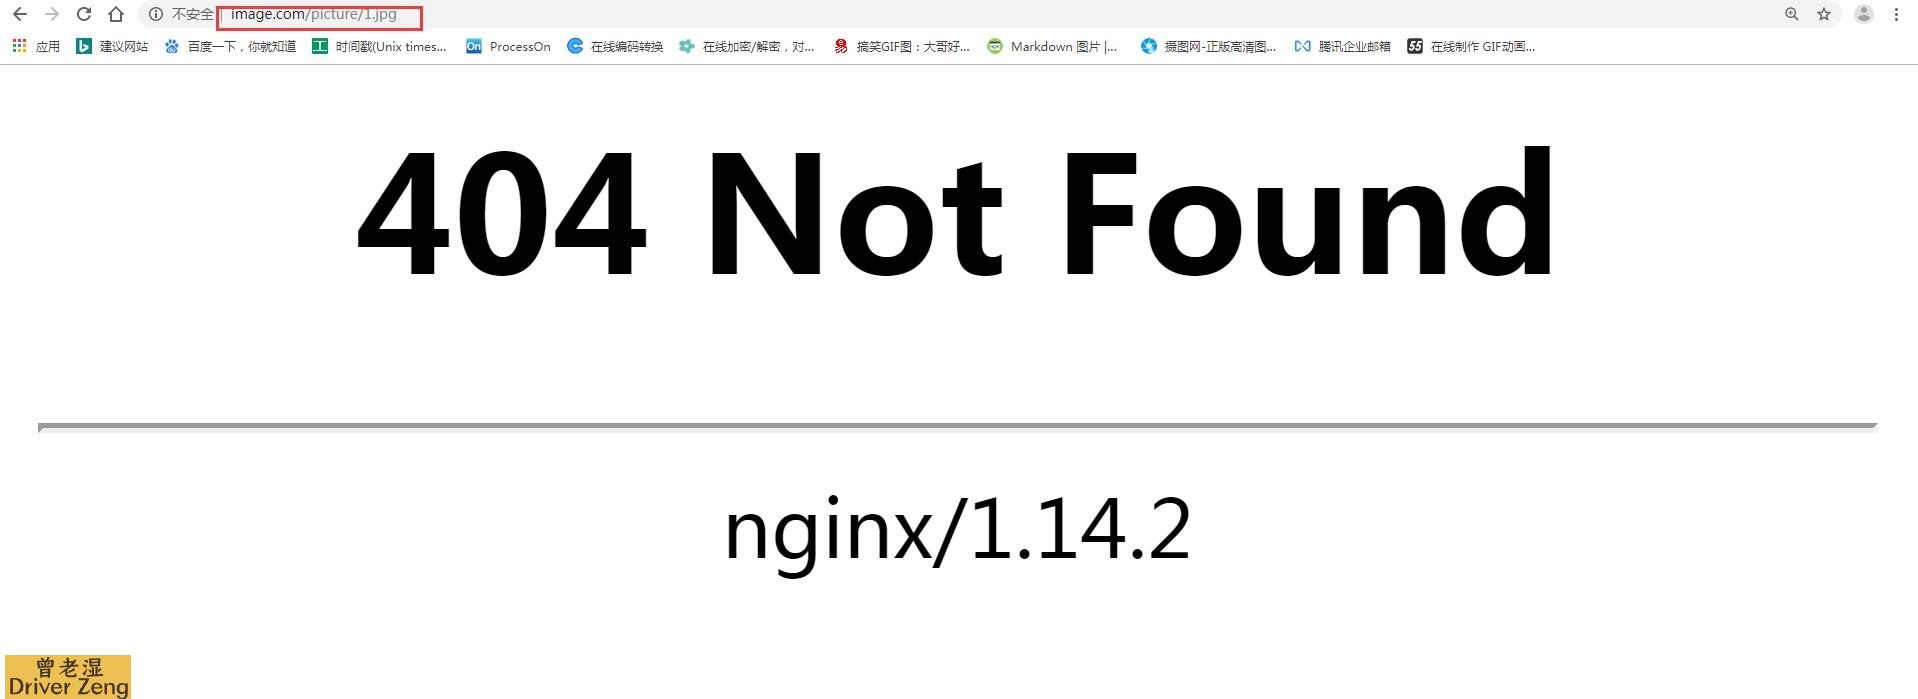 不安全 | image.com/picture/1.jpg
应用 建议网站 百度一下，你就知道 时间戳(Unix times... On ProcessOn 在线编码转换 在线加密/解密，对... 搞笑GIF图：大哥好... Markdown 图片 |... 摄图网-正版高清图... 腾讯企业邮箱 55 在线制作 GIF动画...
404 Not Found
nginx/1.14.2
曾老湿
Driver Zeng